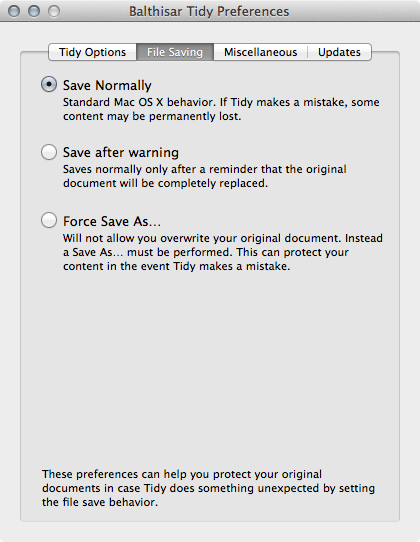 Balthisar Tidy Preferences
Tidy Options File Saving Miscellaneous Updates
Save Normally
Standard Mac OS X behavior. If Tidy makes a mistake, some
content may be permanently lost.
Save after warning
Saves normally only after a reminder that the original
document will be completely replaced.
Force Save As...
Will not allow you overwrite your original document. Instead
a Save As... must be performed. This can protect your
content in the event Tidy makes a mistake.
These preferences can help you protect your original
documents in case Tidy does something unexpected by setting
the file save behavior.